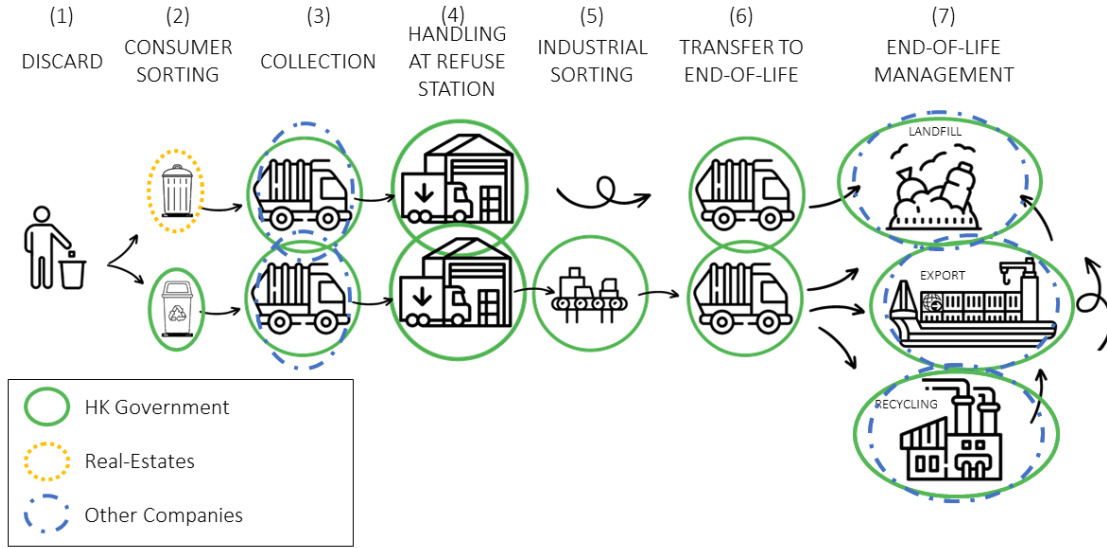 (1)
DISCARD
(2)
CONSUMER
SORTING
(3)
COLLECTION
(4)
HANDLING
AT REFUSE
STATION
(5)
INDUSTRIAL
SORTING
(6)
TRANSFER TO
END-OF-LIFE
(7)
END-OF-LIFE
MANAGEMENT
LANDFILL
EXPORT
RECYCLING
HK Government
Real-Estates
Other Companies